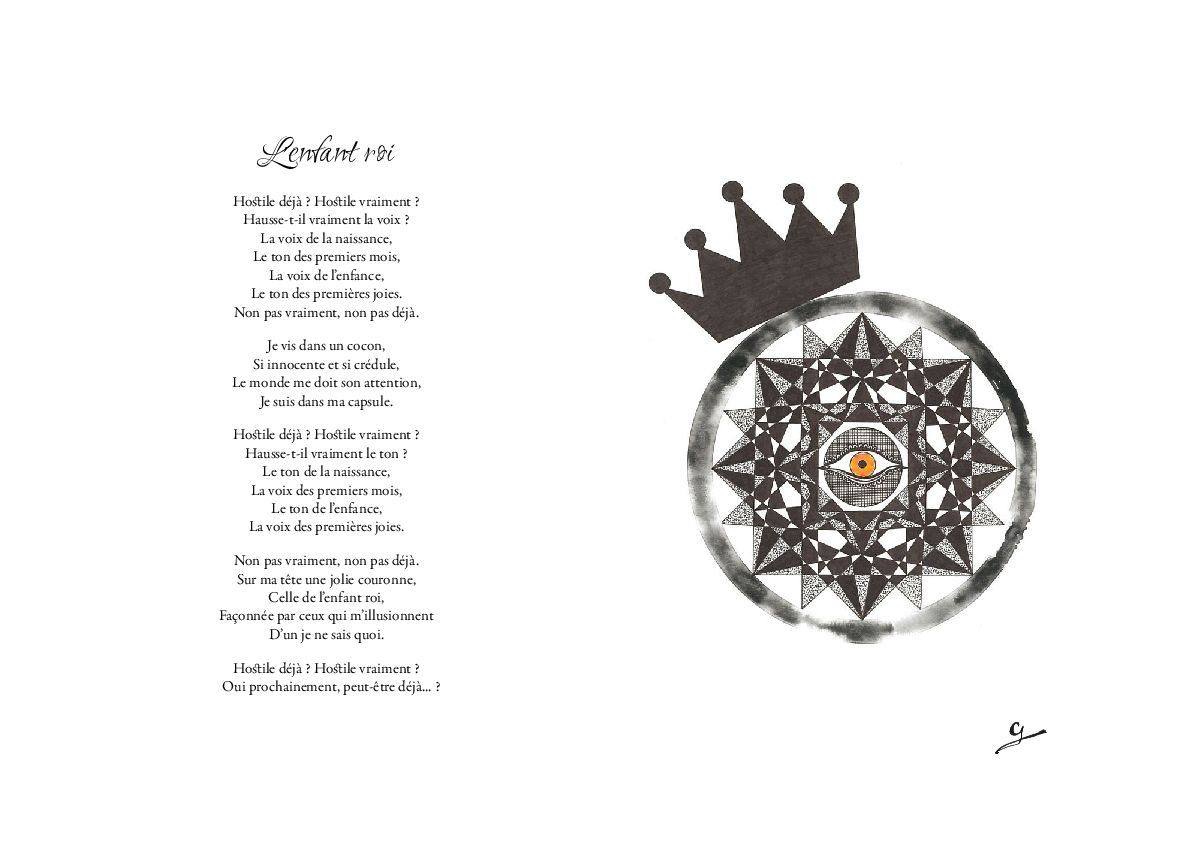 L'enfant roi
Hostile déjà ? Hostile vraiment ?
Hausse-t-il vraiment la voix ?
La voix de la naissance,
Le ton des premiers mois,
La voix de l'enfance,
Le ton des premières joies.
Non pas vraiment, non pas déjà.
Je vis dans un cocon,
Si innocente et si crédule,
Le monde me doit son attention,
Je suis dans ma capsule.
Hostile déjà ? Hostile vraiment ?
Hausse-t-il vraiment le ton ?
Le ton de la naissance,
La voix des premiers mois,
Le ton de l'enfance,
La voix des premières joies.
Non pas vraiment, non pas déjà.
Sur ma tête une jolie couronne,
Celle de l'enfant roi,
Façonnée par ceux qui m'illusionnent
D'un je ne sais quoi.
Hostile déjà ? Hostile vraiment ?
Oui prochainement, peut-être déjà... ?